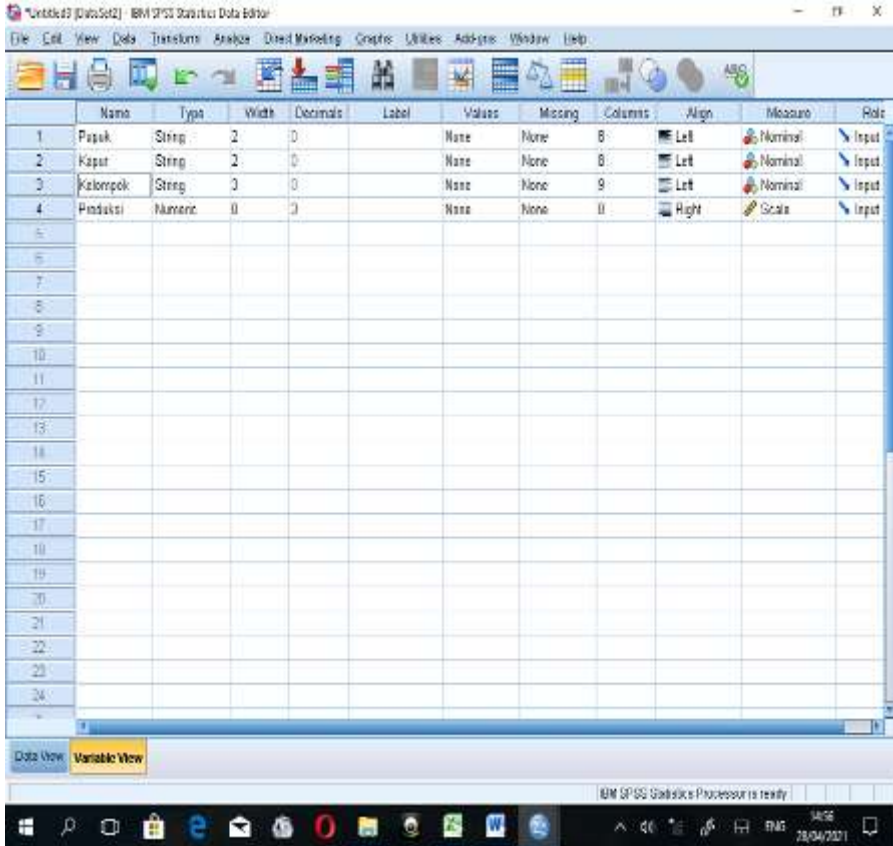 *Untitled3 [DataSet2] - IBM SPSS Statistics Data Editor
File Edit View Data Transform Analyze Direct Marketing Graphs Utilities Add-ons Window Help
Name Type Width Decimals Label Values Missing Columns Align Measure Role
1 Pupuk String 2 0 None None 8 Left Nominal Input
2 Kapur String 2 0 None None 8 Left Nominal Input
3 Kelompok String 3 0 None None 9 Left Nominal Input
4 Produksi Numeric 8 None None 8 Right Scale Input
5
6
7
8
9
10
11
12
13
14
15
16
17
18
19
20
21
22
23
24
Data View Variable View
IBM SPSS Statistics Processor is ready
ENG 14:56
28/04/2021